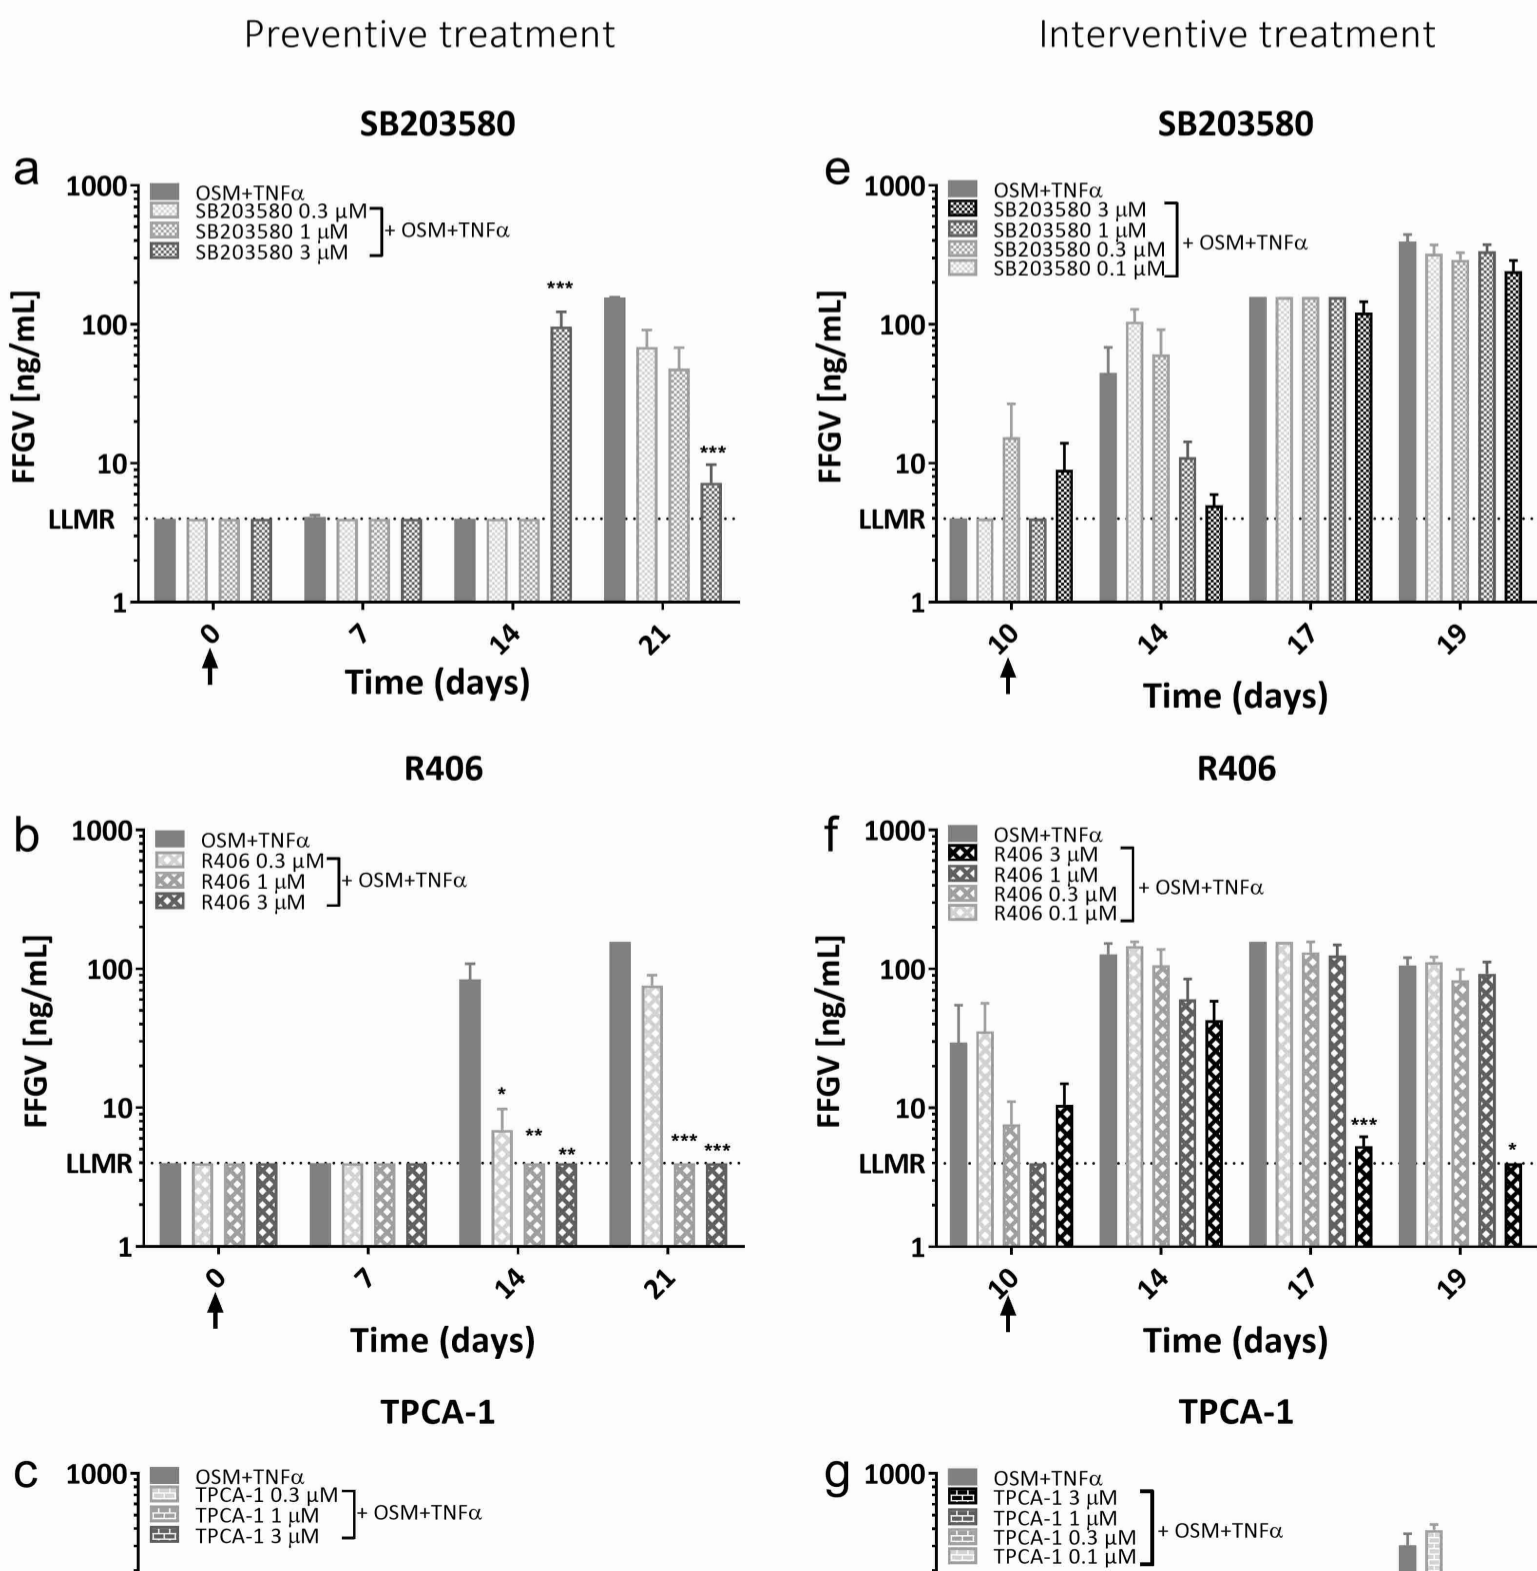 Preventive treatment
Interventive treatment
SB203580
a
1000
100
10
LLMR
1
FFGV [ng/mL]
OSM+TNFα
SB203580 0.3 µM
SB203580 1 µM
SB203580 3 µM
+ OSM+TNFα
***
***
0
7
14
21
Time (days)
SB203580
e
1000
100
10
LLMR
1
FFGV [ng/mL]
OSM+TNFα
SB203580 3 µM
SB203580 1 µM
SB203580 0.3 µM
SB203580 0.1 µM
+ OSM+TNFα
10
14
17
19
Time (days)
R406
b
1000
100
10
LLMR
1
FFGV [ng/mL]
OSM+TNFα
R406 0.3 µM
R406 1 µM
R406 3 µM
+ OSM+TNFα
*
**
**
***
***
0
7
14
21
Time (days)
R406
f
1000
100
10
LLMR
1
FFGV [ng/mL]
OSM+TNFα
R406 3 µM
R406 1 µM
R406 0.3 µM
R406 0.1 µM
+ OSM+TNFα
***
*
10
14
17
19
Time (days)
TPCA-1
c
1000
OSM+TNFα
TPCA-1 0.3 µM
TPCA-1 1 µM
TPCA-1 3 µM
+ OSM+TNFα
TPCA-1
g
1000
OSM+TNFα
TPCA-1 3 µM
TPCA-1 1 µM
TPCA-1 0.3 µM
TPCA-1 0.1 µM
+ OSM+TNFα